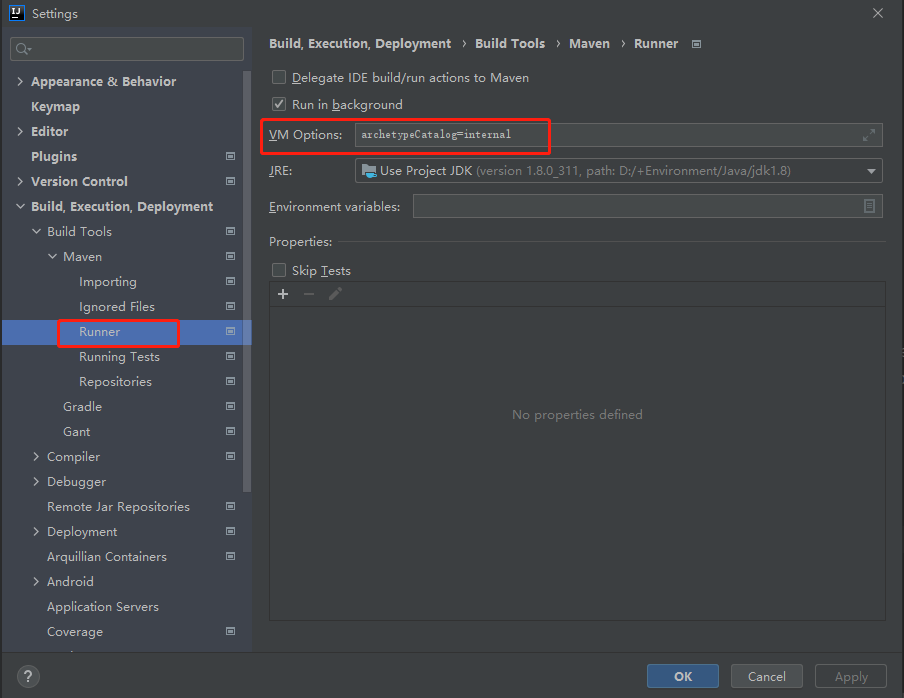 Settings
Build, Execution, Deployment › Build Tools › Maven › Runner
Delegate IDE build/run actions to Maven
Run in background
VM Options: archetypeCatalog=internal
JRE: Use Project JDK (version 1.8.0_311, path: D:/+Environment/Java/jdk1.8)
Environment variables:
Properties:
Skip Tests
No properties defined
Appearance & Behavior
Keymap
Editor
Plugins
Version Control
Build, Execution, Deployment
Build Tools
Maven
Importing
Ignored Files
Runner
Running Tests
Repositories
Gradle
Gant
Compiler
Debugger
Remote Jar Repositories
Deployment
Arquillian Containers
Android
Application Servers
Coverage
?
OK
Cancel
Apply